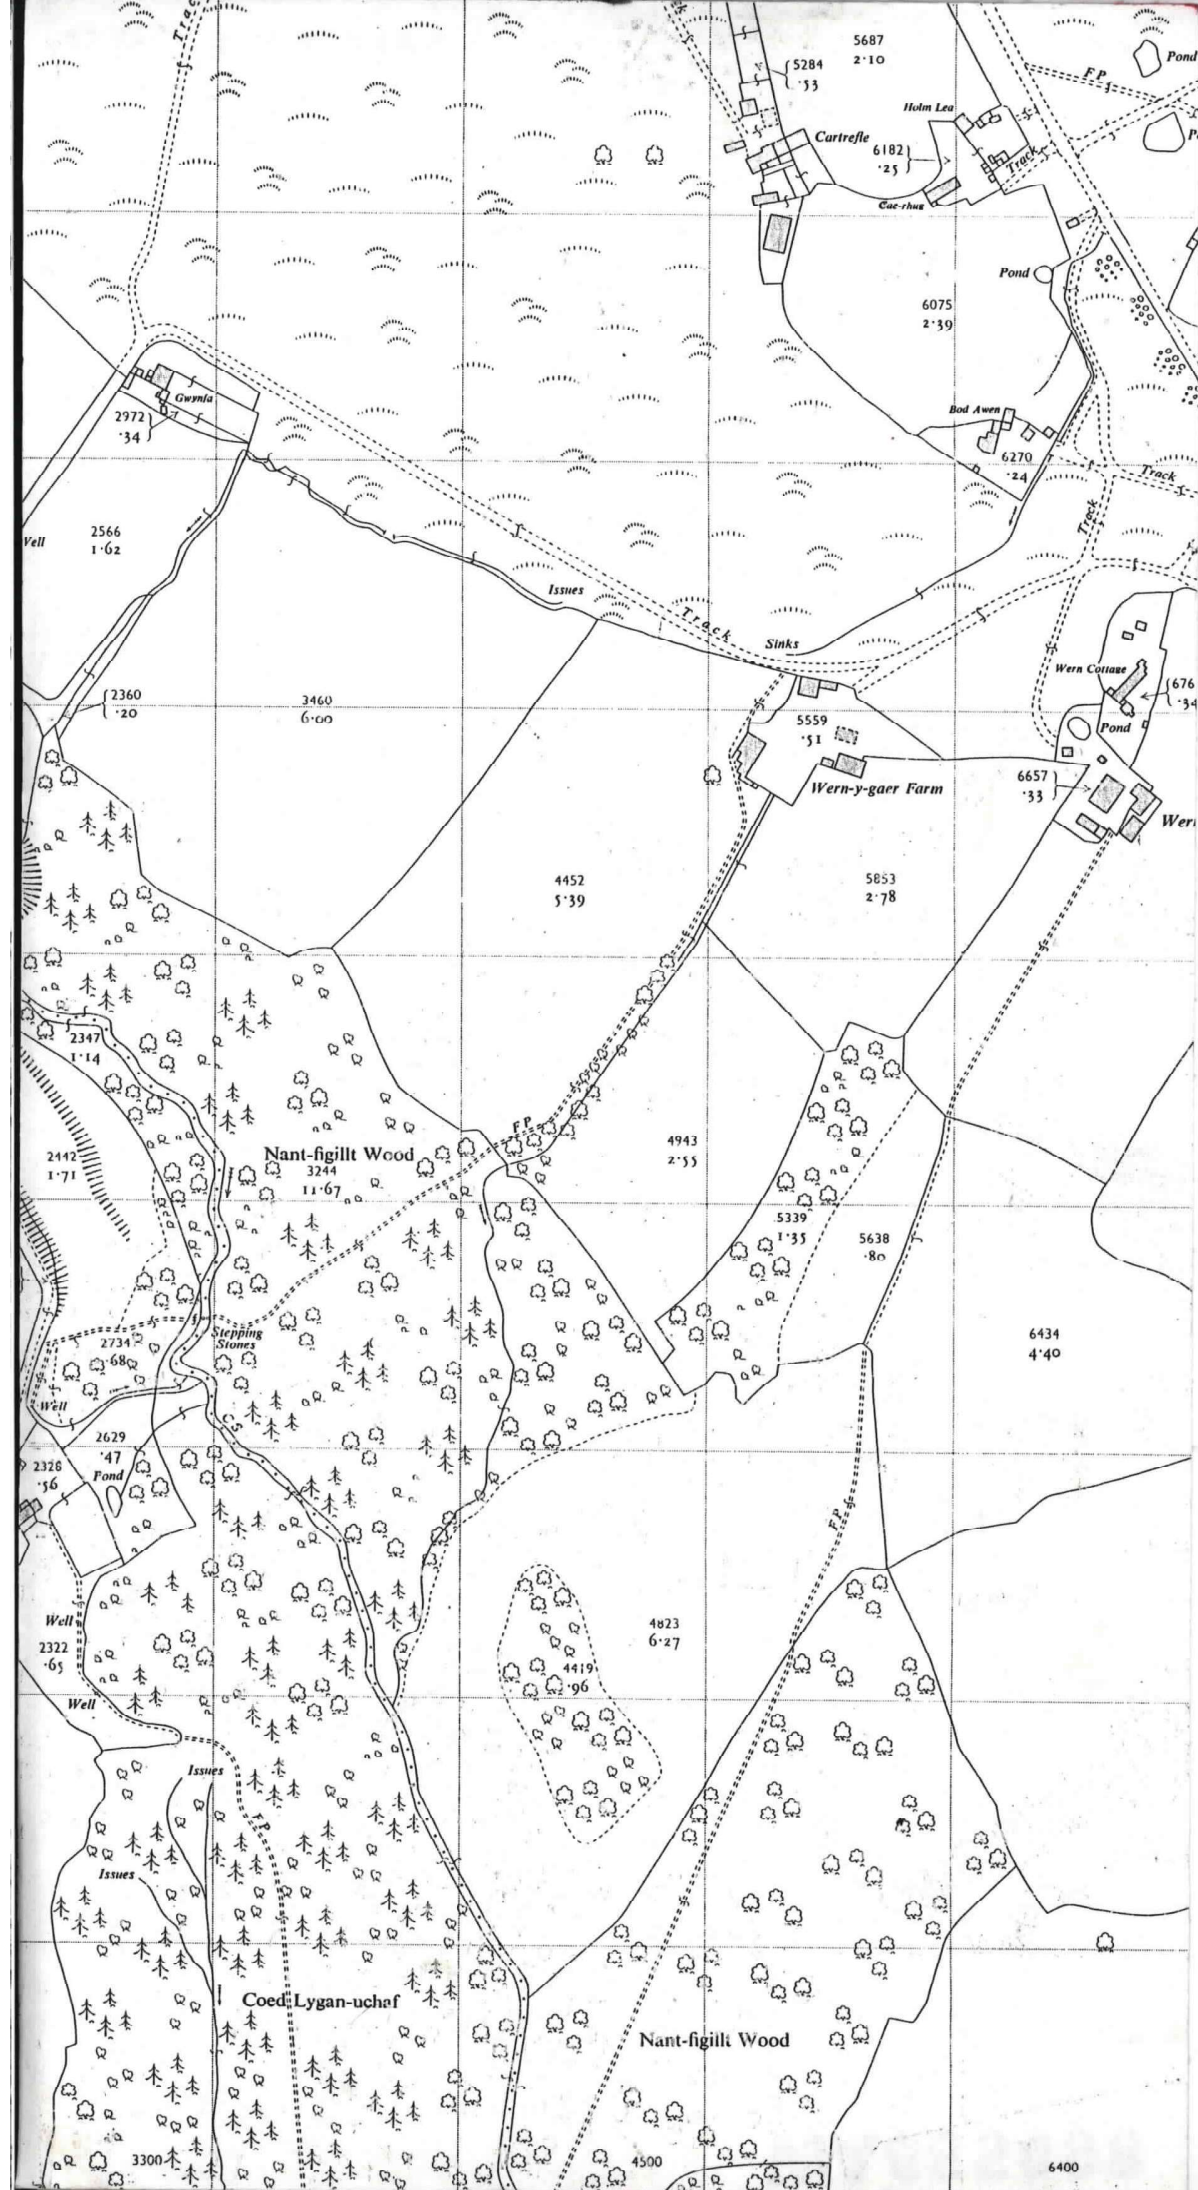 Track
5687
2·10
5284
·53
Pond
F P
Holm Lea
Cartrefle
6182
·25
Track
Cae-rhug
Pond
6075
2·39
Gwynfa
2972
·34
Bod Awen
6270
·24
Track
Track
2566
1·62
Issues
Track
Sinks
Wern Cottage
676
·34
2360
·20
3460
6·00
5559
·51
Pond
Wern-y-gaer Farm
6657
·33
Wern
4452
5·39
5853
2·78
2347
1·14
F P
4943
2·55
Nant-figillt Wood
3244
11·67
2442
1·71
5339
1·35
5638
·80
Stepping
Stones
2734
·68
6434
4·40
Well
C S
2629
·47
Pond
2328
·56
F P
4823
6·27
Well
2322
·65
4419
·96
Well
Issues
F P
Issues
Coed Lygan-uchaf
Nant-figillt Wood
3300
4500
6400